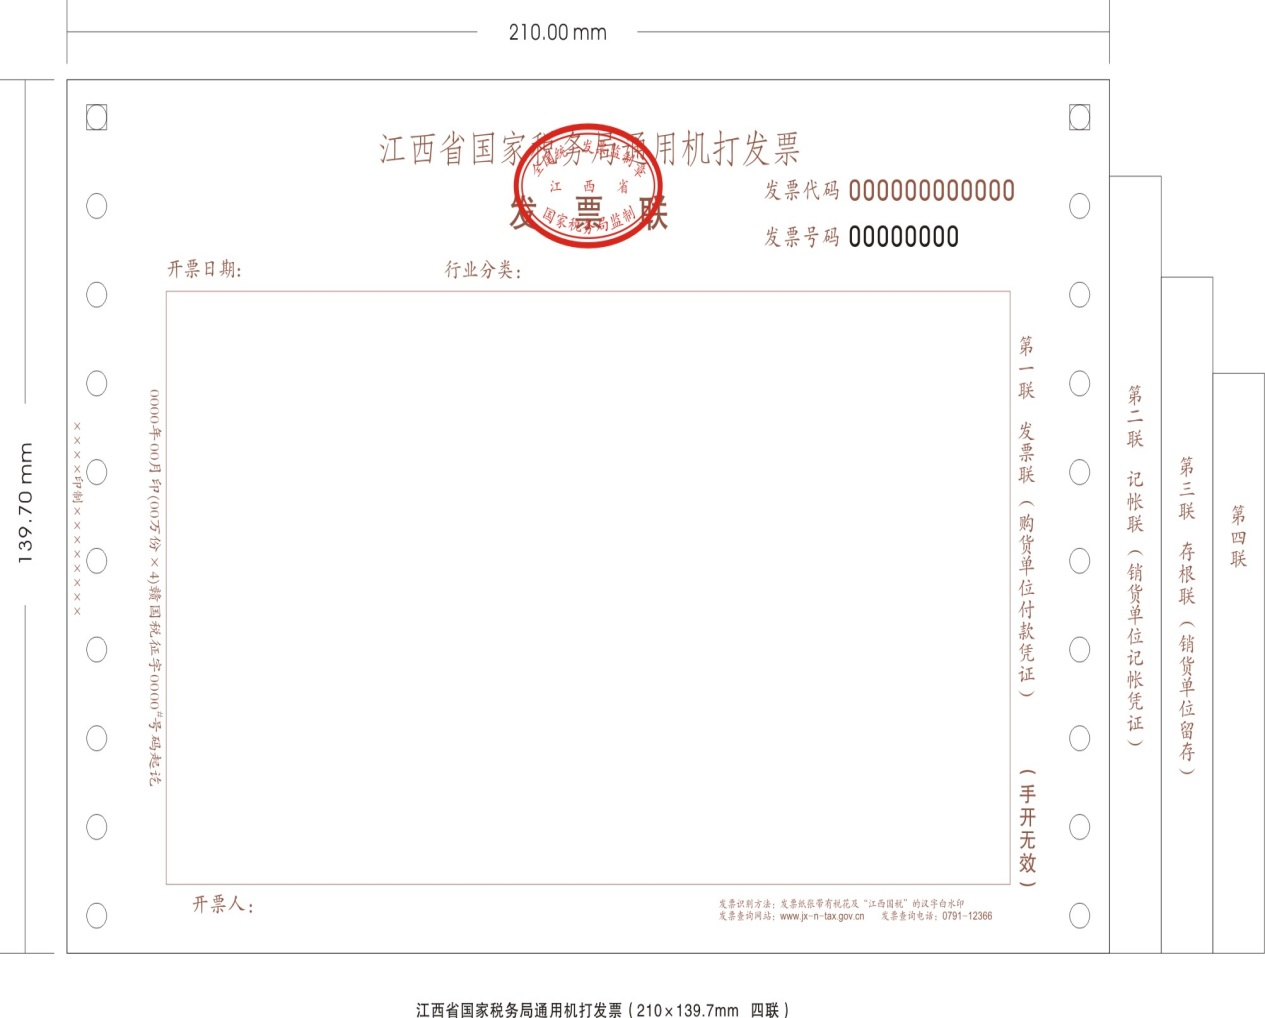 210.00 mm
江西省国家税务局通用机打发票
全国统一发票监制章
江 西 省
国家税务局监制
发 票 联
发票代码 000000000000
发票号码 00000000
开票日期:
行业分类:
139.70 mm
××××印制××××××××
0000年00月印(00万份×4)赣国税征字0000#号码起讫
第一联 发票联(购货单位付款凭证)
(手开无效)
第二联 记帐联(销货单位记帐凭证)
第三联 存根联(销货单位留存)
第四联
开票人:
发票识别方法: 发票纸张带有税花及“江西国税”的汉字白水印
发票查询网站: www.jx-n-tax.gov.cn 发票查询电话: 0791-12366
江西省国家税务局通用机打发票(210×139.7mm 四联)